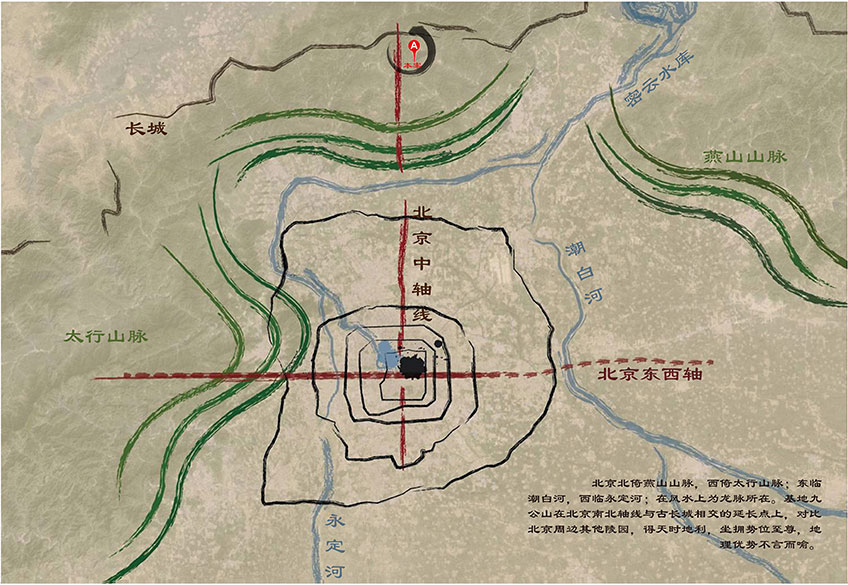 A
本案
长城
密云水库
燕山山脉
北京中轴线
潮白河
太行山脉
北京东西轴
永定河
北京北倚燕山山脉，西倚太行山脉；东临
潮白河，西临永定河；在风水上为龙脉所在。基地九
公山在北京南北轴线与古长城相交的延长点上，对比
北京周边其他陵园，得天时地利，坐拥势位至尊，地
理优势不言而喻。